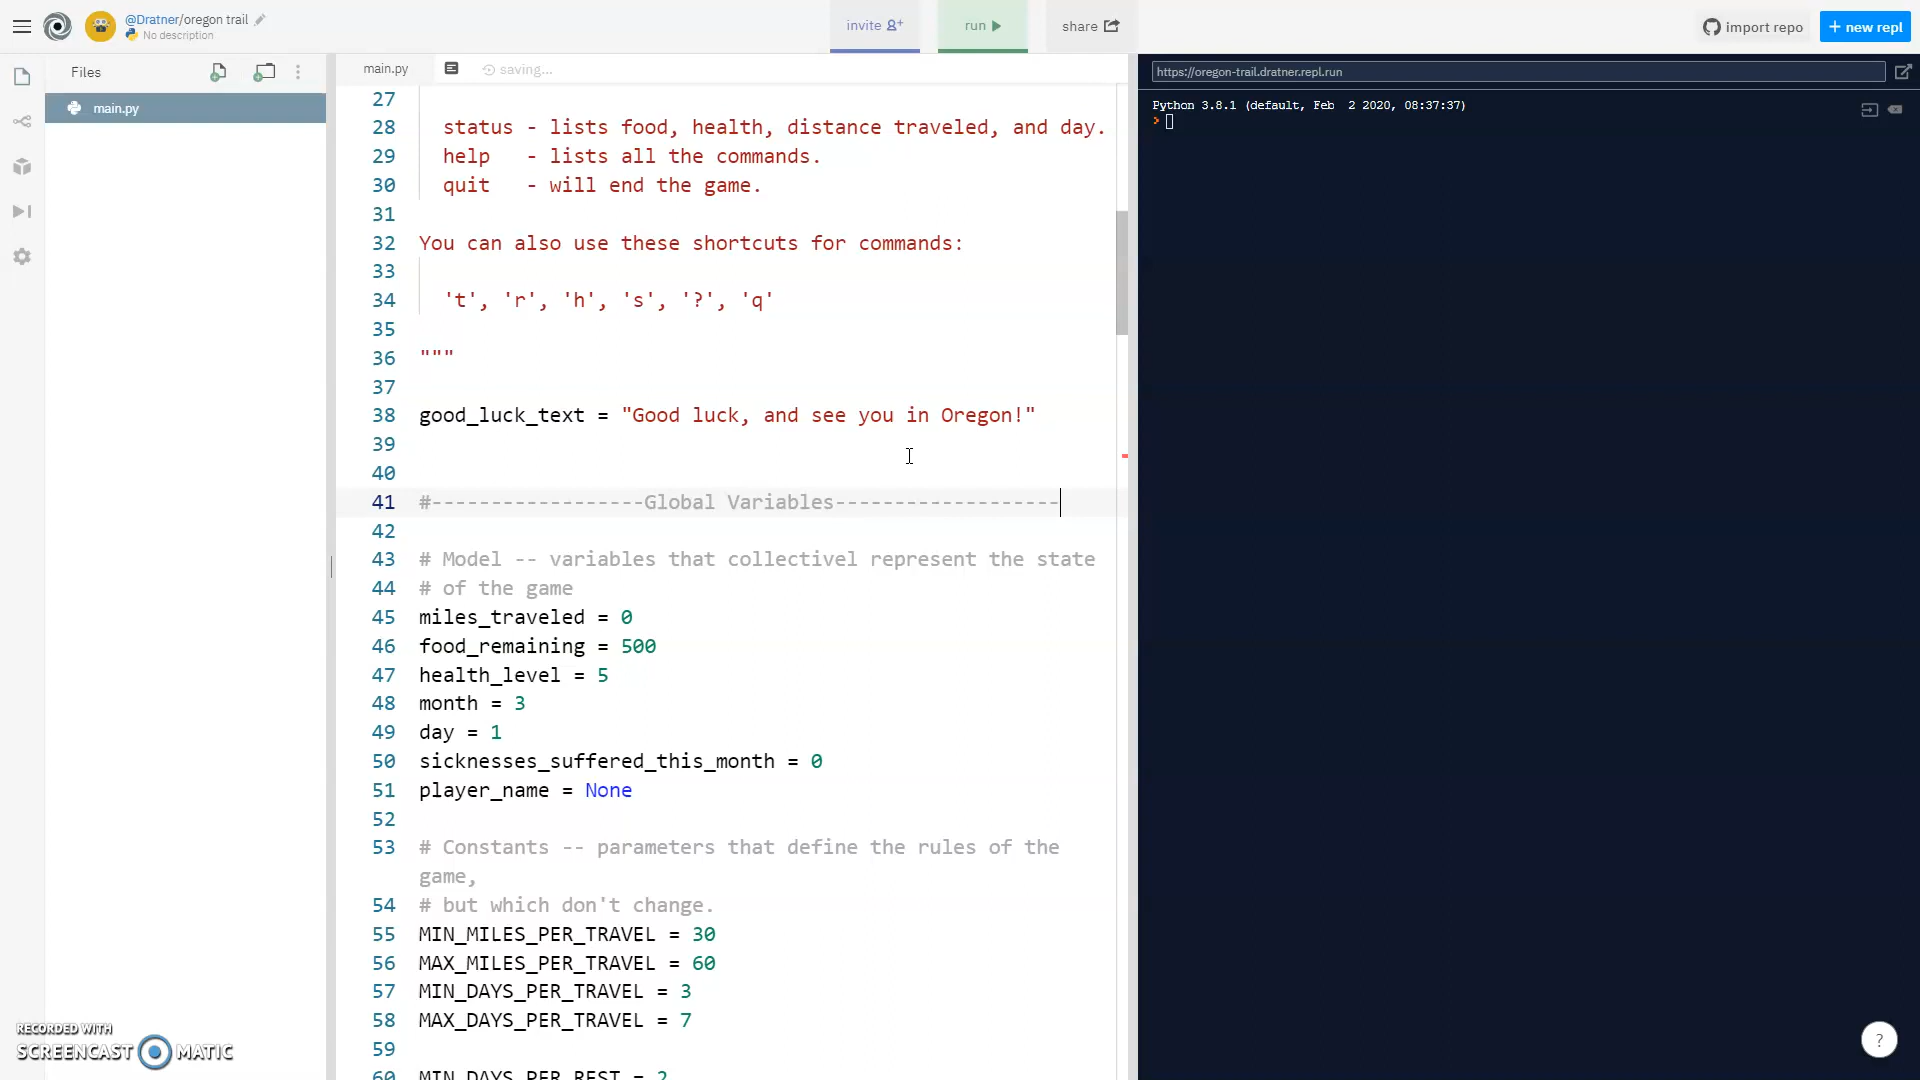 @Dratner/oregon trail
No description
invite
run
share
import repo
+ new repl
Files
main.py
main.py
saving...
https://oregon-trail.dratner.repl.run
Python 3.8.1 (default, Feb  2 2020, 08:37:37)
>
27
28 status - lists food, health, distance traveled, and day.
29 help   - lists all the commands.
30 quit   - will end the game.
31
32 You can also use these shortcuts for commands:
33
34 't', 'r', 'h', 's', '?', 'q'
35
36 """
37
38 good_luck_text = "Good luck, and see you in Oregon!"
39
40
41 #------------------Global Variables-------------------
42
43 # Model -- variables that collectivel represent the state
44 # of the game
45 miles_traveled = 0
46 food_remaining = 500
47 health_level = 5
48 month = 3
49 day = 1
50 sicknesses_suffered_this_month = 0
51 player_name = None
52
53 # Constants -- parameters that define the rules of the
game,
54 # but which don't change.
55 MIN_MILES_PER_TRAVEL = 30
56 MAX_MILES_PER_TRAVEL = 60
57 MIN_DAYS_PER_TRAVEL = 3
58 MAX_DAYS_PER_TRAVEL = 7
59
60 MIN_DAYS_PER_REST = 2
RECORDED WITH
SCREENCAST MATIC
?